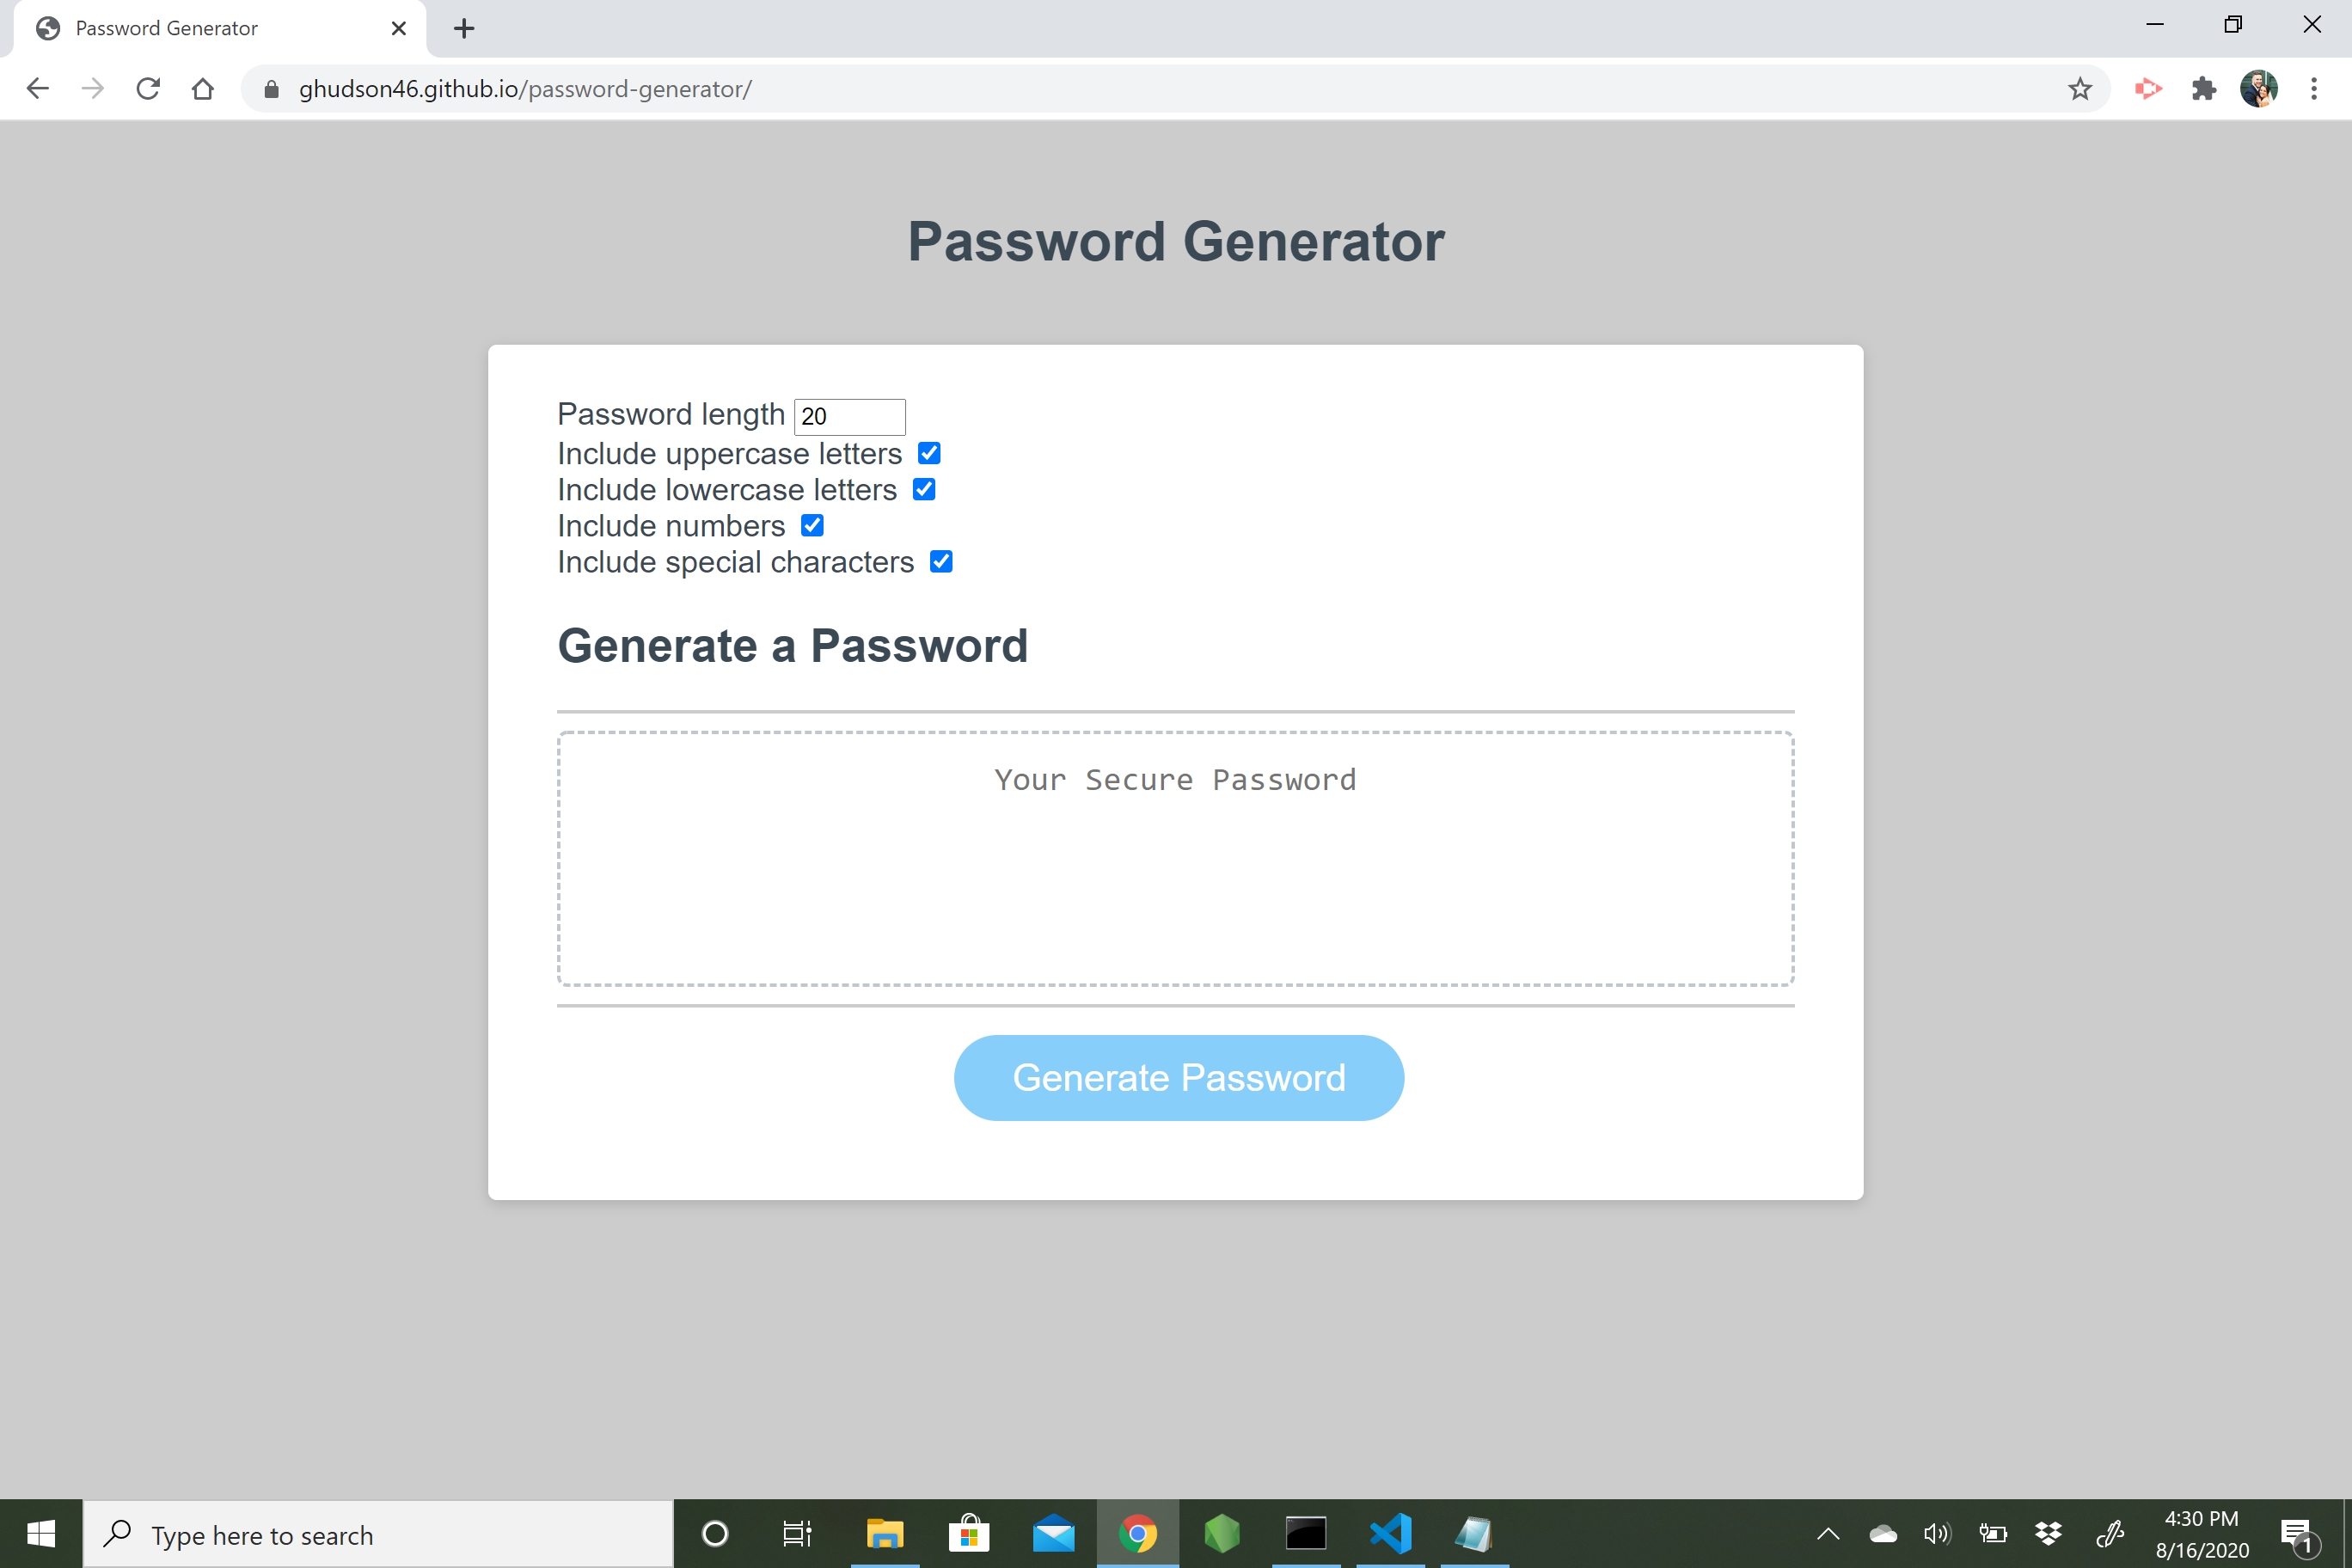 Password Generator
ghudson46.github.io/password-generator/
Password Generator
Password length 20
Include uppercase letters
Include lowercase letters
Include numbers
Include special characters
Generate a Password
Your Secure Password
Generate Password
Type here to search
4:30 PM
8/16/2020
1